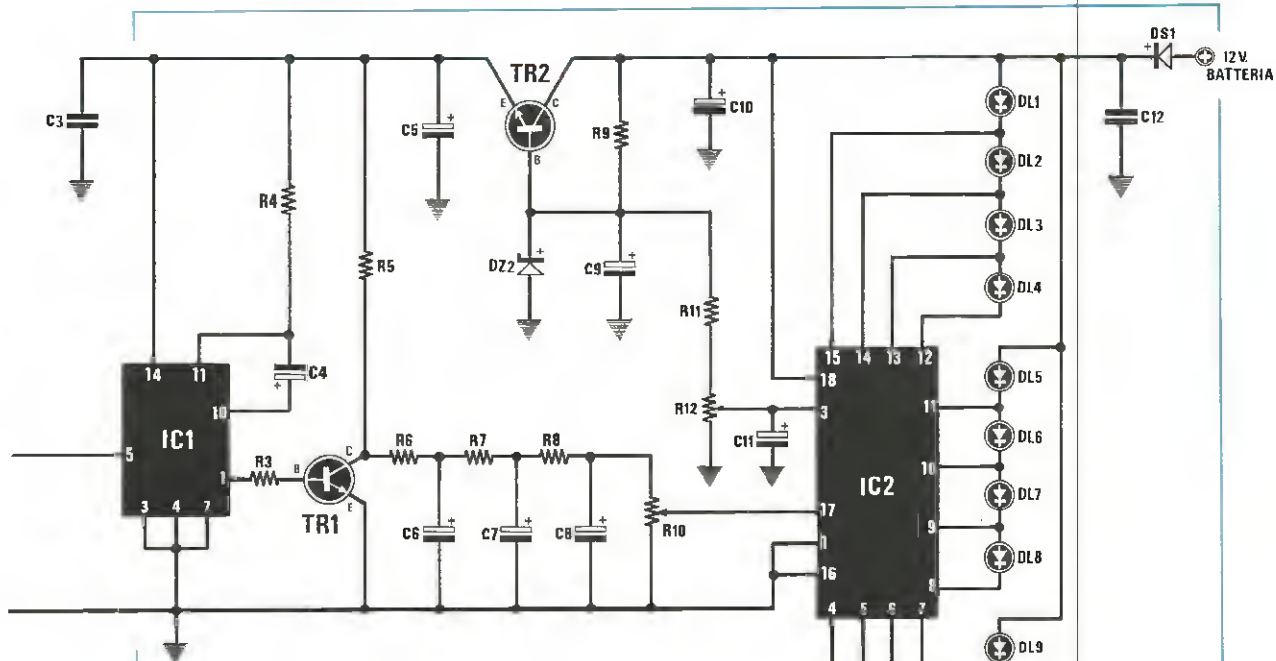 DS1
12V.
BATTERIA
TR2
E
C
B
C3
C5
R9
C10
DL1
C12
DL2
R4
DL3
R5
DZ2
C9
DL4
R11
14
11
C4
15
14
13
12
18
DL5
10
R12
3
11
IC1
C11
DL6
5
R6
R7
R8
1
R3
B
C
10
IC2
DL7
3
4
7
E
17
9
TR1
C6
C7
C8
R10
1
DL8
16
8
4
5
6
7
DL9